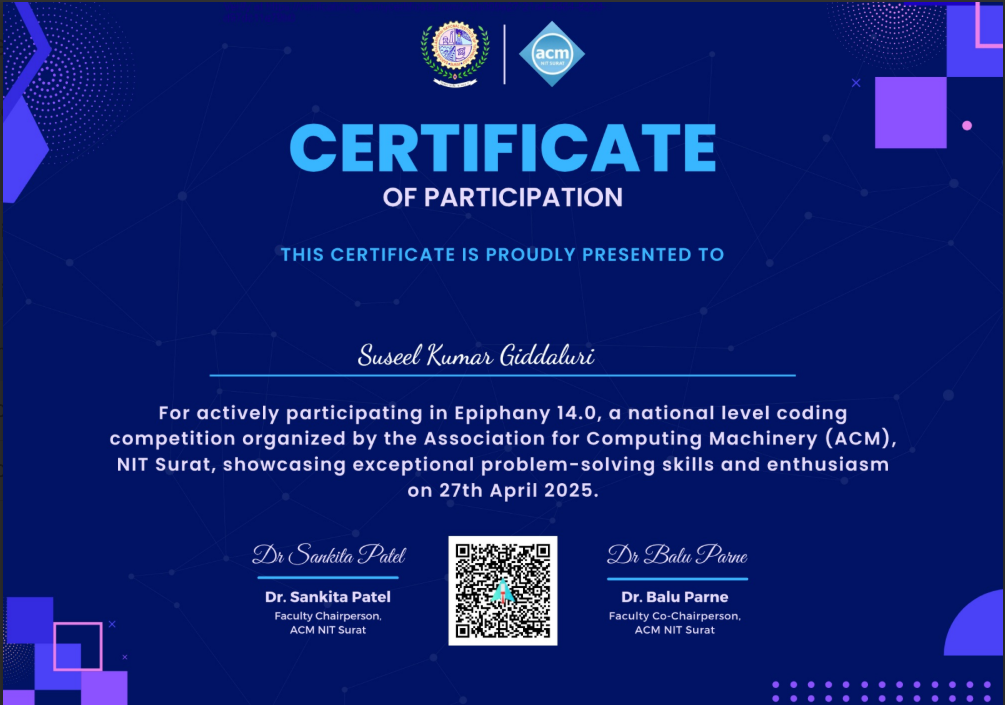 acm
NIT SURAT
CERTIFICATE
OF PARTICIPATION
THIS CERTIFICATE IS PROUDLY PRESENTED TO
Suseel Kumar Giddaluri
For actively participating in Epiphany 14.0, a national level coding
competition organized by the Association for Computing Machinery (ACM),
NIT Surat, showcasing exceptional problem-solving skills and enthusiasm
on 27th April 2025.
Dr Sankita Patel
Dr. Sankita Patel
Faculty Chairperson,
ACM NIT Surat
Dr Balu Parne
Dr. Balu Parne
Faculty Co-Chairperson,
ACM NIT Surat